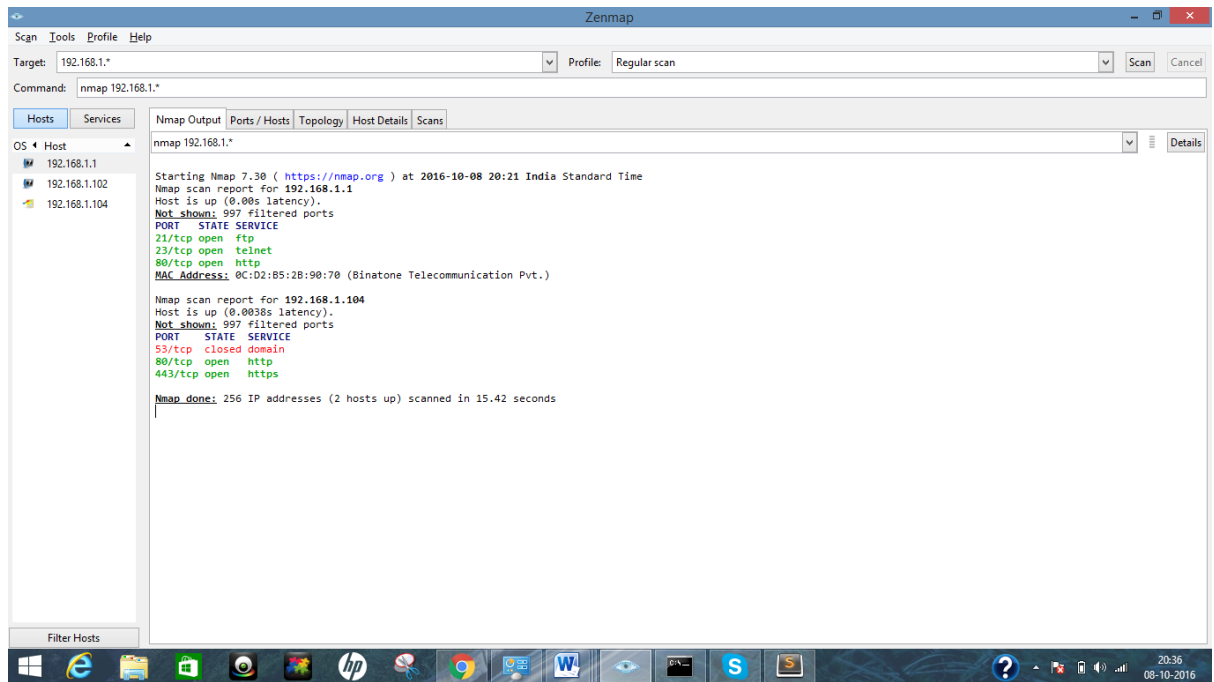 Zenmap
Scan Tools Profile Help
Target: 192.168.1.* Profile: Regular scan Scan Cancel
Command: nmap 192.168.1.*
Hosts Services Nmap Output Ports / Hosts Topology Host Details Scans
OS Host
nmap 192.168.1.* Details
192.168.1.1
192.168.1.102
192.168.1.104
Starting Nmap 7.30 ( https://nmap.org ) at 2016-10-08 20:21 India Standard Time
Nmap scan report for 192.168.1.1
Host is up (0.00s latency).
Not shown: 997 filtered ports
PORT STATE SERVICE
21/tcp open ftp
23/tcp open telnet
80/tcp open http
MAC Address: 0C:D2:B5:2B:90:70 (Binatone Telecommunication Pvt.)
Nmap scan report for 192.168.1.104
Host is up (0.0038s latency).
Not shown: 997 filtered ports
PORT STATE SERVICE
53/tcp closed domain
80/tcp open http
443/tcp open https
Nmap done: 256 IP addresses (2 hosts up) scanned in 15.42 seconds
Filter Hosts
hp
W
C:\
S
S
?
20:36
08-10-2016